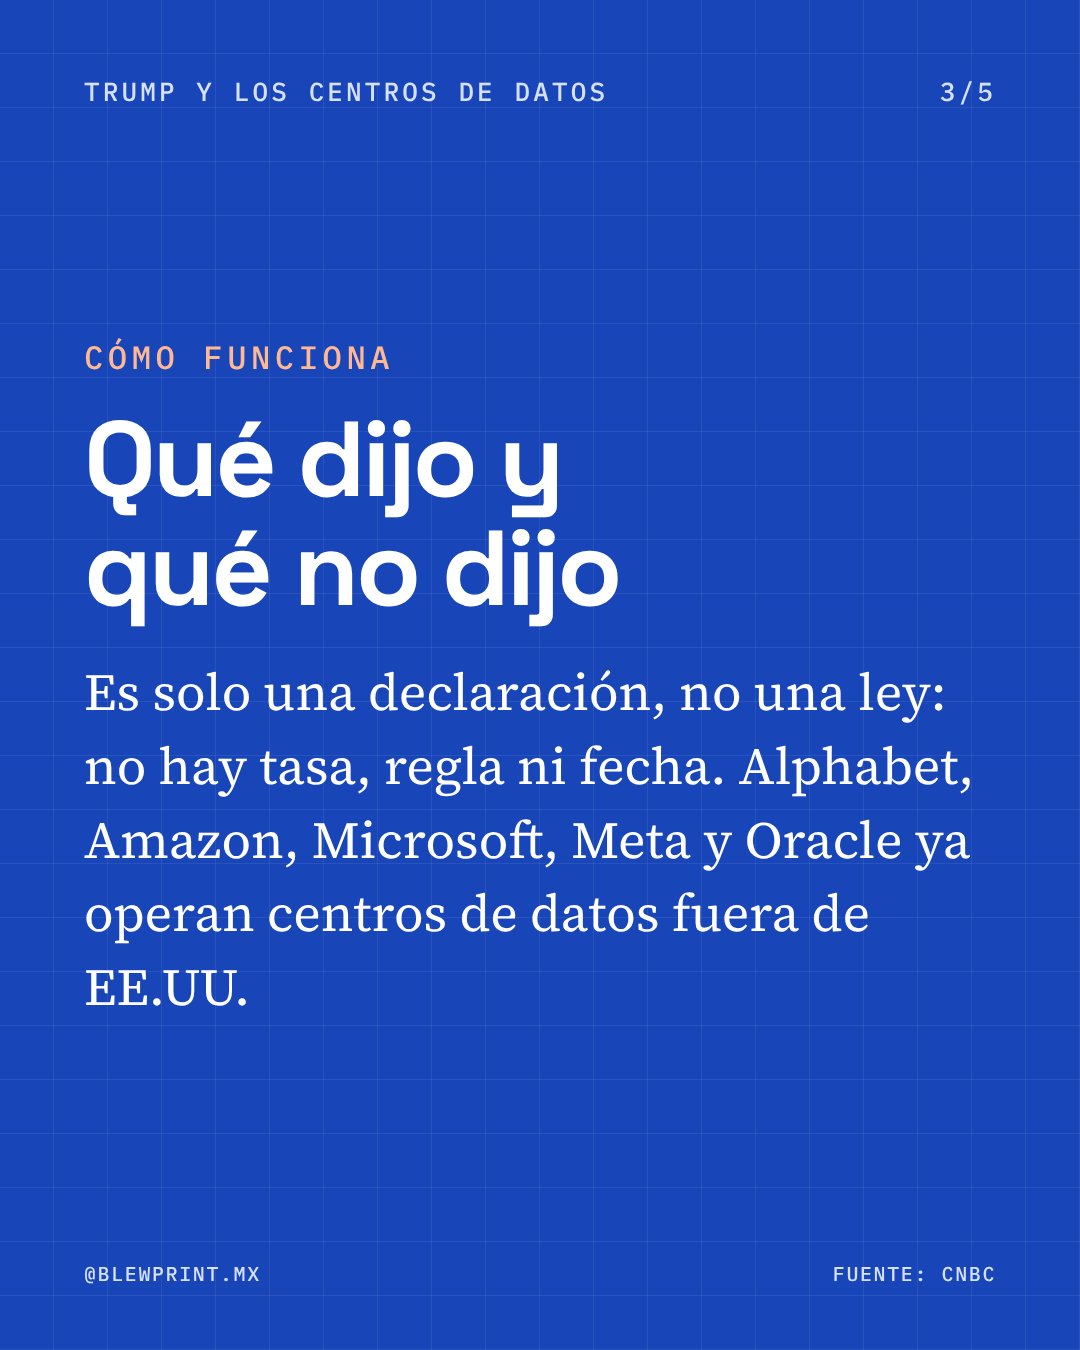 TRUMP Y LOS CENTROS DE DATOS
3/5
CÓMO FUNCIONA
Qué dijo y
qué no dijo
Es solo una declaración, no una ley:
no hay tasa, regla ni fecha. Alphabet,
Amazon, Microsoft, Meta y Oracle ya
operan centros de datos fuera de
EE.UU.
@BLEWPRINT.MX
FUENTE: CNBC